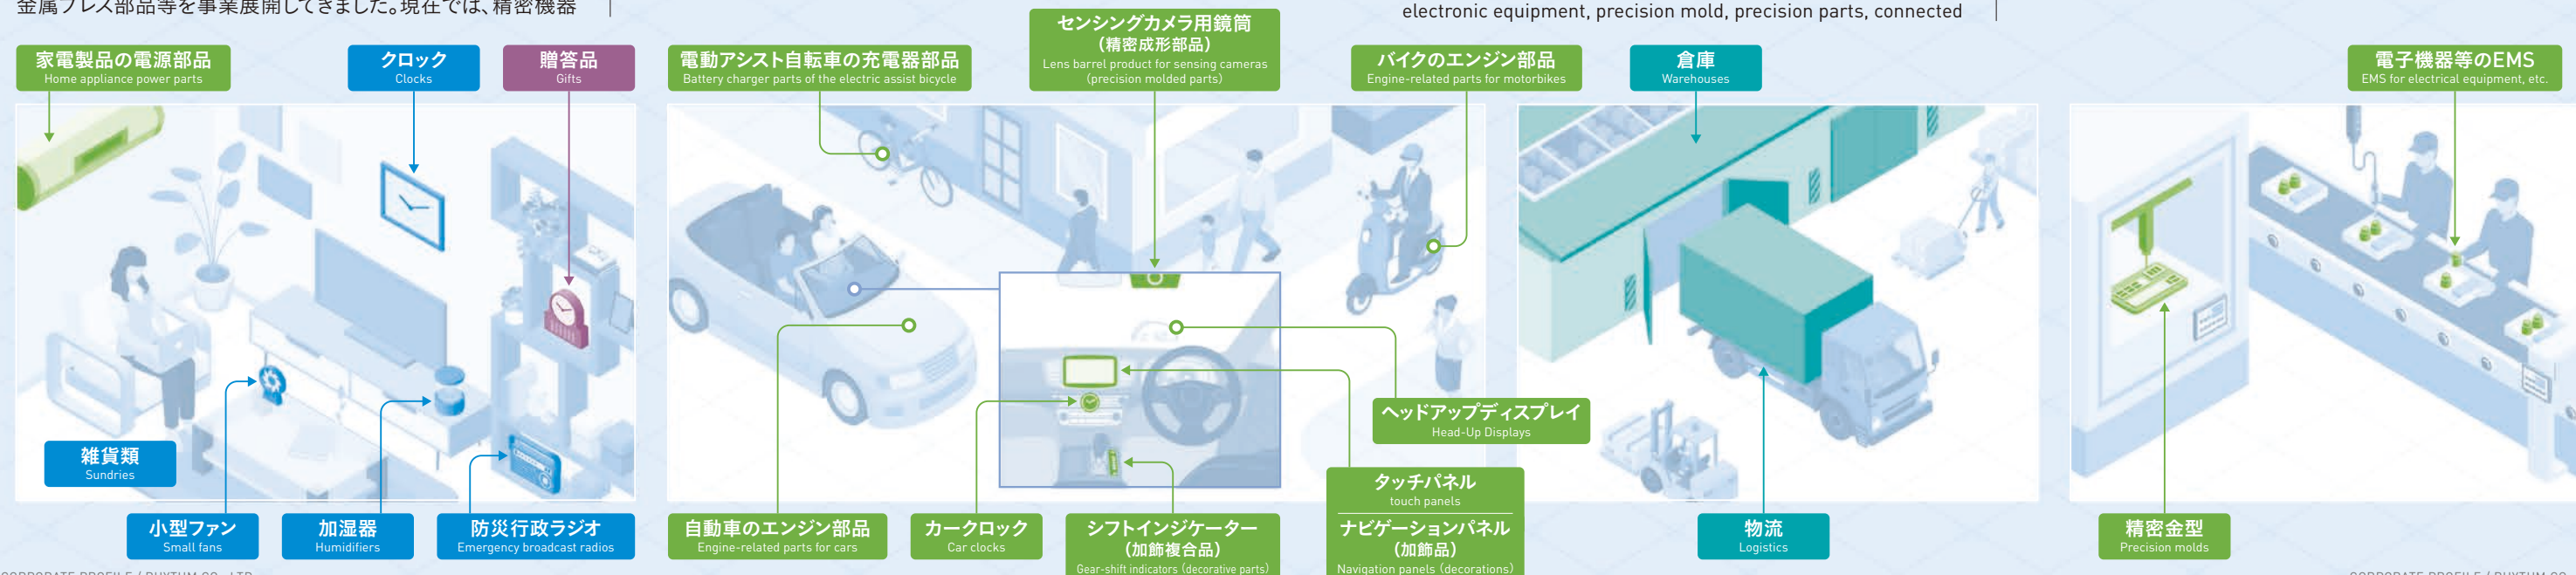 金属プレス部品等を事業展開してきました。現在では、精密機器
electronic equipment, precision mold, precision parts, connected
家電製品の電源部品
Home appliance power parts
クロック
Clocks
贈答品
Gifts
電動アシスト自転車の充電器部品
Battery charger parts of the electric assist bicycle
センシングカメラ用鏡筒
(精密成形部品)
Lens barrel product for sensing cameras
(precision molded parts)
バイクのエンジン部品
Engine-related parts for motorbikes
倉庫
Warehouses
電子機器等のEMS
EMS for electrical equipment, etc.
雑貨類
Sundries
小型ファン
Small fans
加湿器
Humidifiers
防災行政ラジオ
Emergency broadcast radios
自動車のエンジン部品
Engine-related parts for cars
カークロック
Car clocks
シフトインジケーター
(加飾複合品)
Gear-shift indicators (decorative parts)
ヘッドアップディスプレイ
Head-Up Displays
タッチパネル
touch panels
ナビゲーションパネル
(加飾品)
Navigation panels (decorations)
物流
Logistics
精密金型
Precision molds